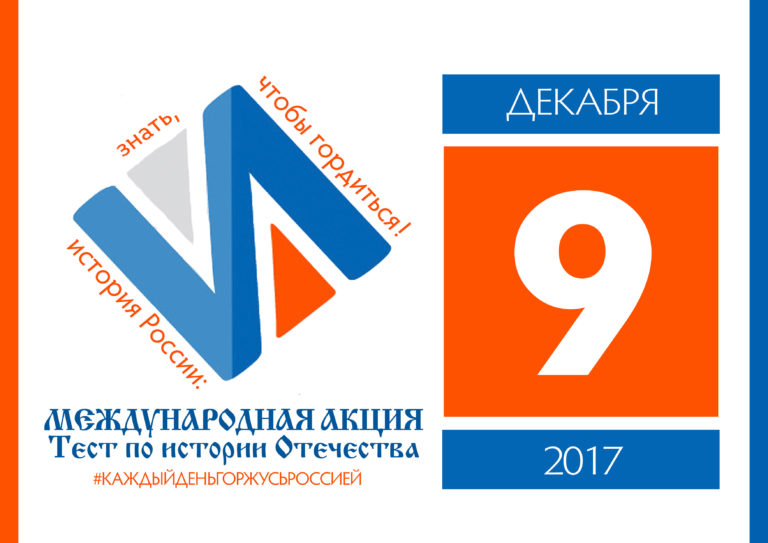 история России:
знать,
чтобы гордиться!
МЕЖДУНАРОДНАЯ АКЦИЯ
Тест по истории Отечества
#КАЖДЫЙДЕНЬГОРЖУСЬРОССИЕЙ
ДЕКАБРЯ
9
2017